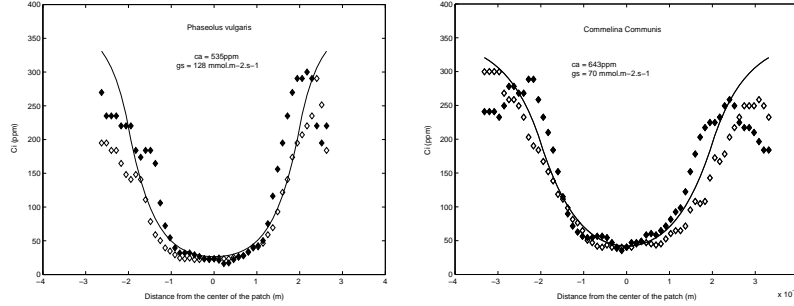 Phaseolus vulgaris
ca = 535ppm
gs = 128 mmol.m−2.s−1
Ci (ppm)
400
350
300
250
200
150
100
50
0
−4 −3 −2 −1 0 1 2 3 4
Distance from the center of the patch (m)
Commelina Communis
ca = 643ppm
gs = 70 mmol.m−2.s−1
Ci (ppm)
400
350
300
250
200
150
100
50
0
−4 −3 −2 −1 0 1 2 3
Distance from the center of the patch (m)
x 10